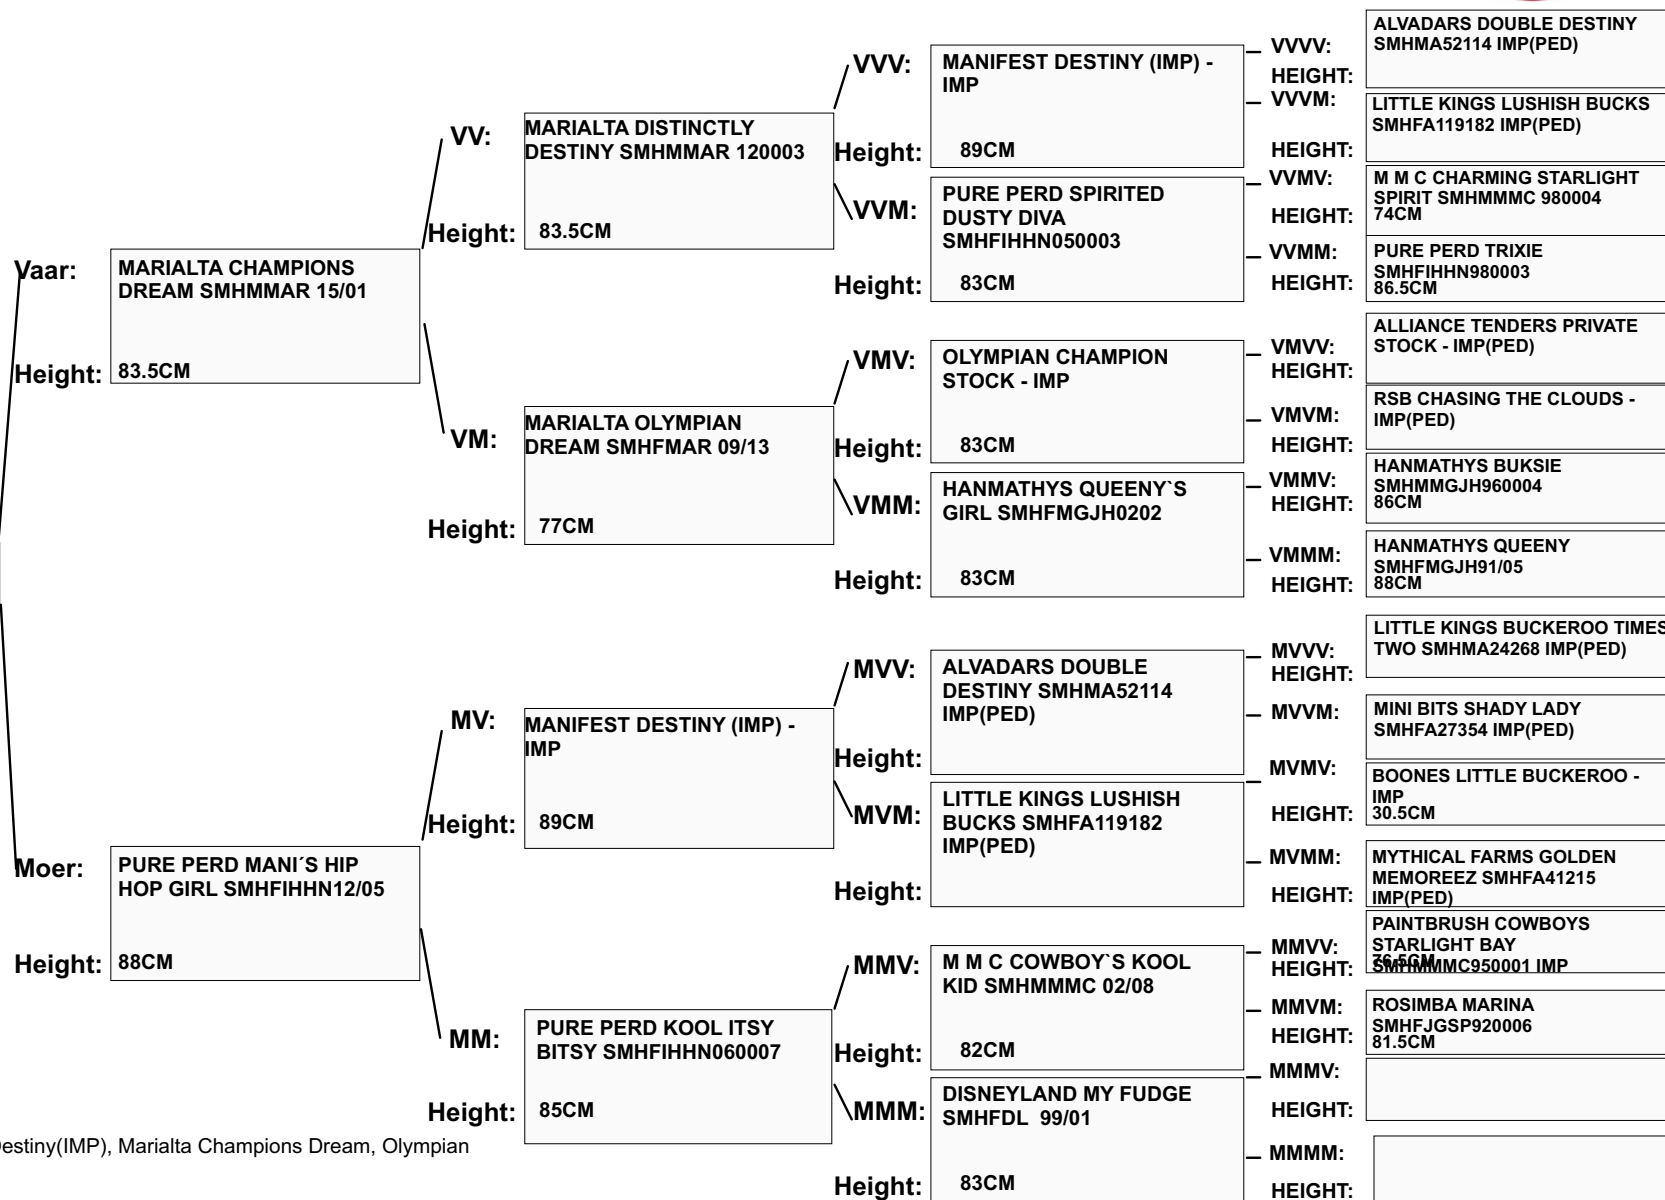 Vaar:
MARIALTA CHAMPIONS
DREAM SMHMMAR 15/01
Height:
83.5CM
Moer:
PURE PERD MANI´S HIP
HOP GIRL SMHFIHHN12/05
Height:
88CM
VV:
MARIALTA DISTINCTLY
DESTINY SMHMMAR 120003
Height:
83.5CM
VM:
MARIALTA OLYMPIAN
DREAM SMHFMAR 09/13
Height:
77CM
MV:
MANIFEST DESTINY (IMP) -
IMP
Height:
89CM
MM:
PURE PERD KOOL ITSY
BITSY SMHFIHHN060007
Height:
85CM
VVV:
MANIFEST DESTINY (IMP) -
IMP
Height:
89CM
VVM:
PURE PERD SPIRITED
DUSTY DIVA
SMHFIHHN050003
Height:
83CM
VMV:
OLYMPIAN CHAMPION
STOCK - IMP
Height:
83CM
VMM:
HANMATHYS QUEENY`S
GIRL SMHFMGJH0202
Height:
83CM
MVV:
ALVADARS DOUBLE
DESTINY SMHMA52114
IMP(PED)
Height:
MVM:
LITTLE KINGS LUSHISH
BUCKS SMHFA119182
IMP(PED)
Height:
MMV:
M M C COWBOY`S KOOL
KID SMHMMMC 02/08
Height:
82CM
MMM:
DISNEYLAND MY FUDGE
SMHFDL 99/01
Height:
83CM
VVVV:
ALVADARS DOUBLE DESTINY
SMHMA52114 IMP(PED)
HEIGHT:
VVVM:
LITTLE KINGS LUSHISH BUCKS
SMHFA119182 IMP(PED)
HEIGHT:
VVMV:
M M C CHARMING STARLIGHT
SPIRIT SMHMMMC 980004
HEIGHT:
74CM
VVMM:
PURE PERD TRIXIE
SMHFIHHN980003
HEIGHT:
86.5CM
VMVV:
ALLIANCE TENDERS PRIVATE
STOCK - IMP(PED)
HEIGHT:
VMVM:
RSB CHASING THE CLOUDS -
IMP(PED)
HEIGHT:
VMMV:
HANMATHYS BUKSIE
SMHMMGJH960004
HEIGHT:
86CM
VMMM:
HANMATHYS QUEENY
SMHFMGJH91/05
HEIGHT:
88CM
MVVV:
LITTLE KINGS BUCKEROO TIMES
TWO SMHMA24268 IMP(PED)
HEIGHT:
MVVM:
MINI BITS SHADY LADY
SMHFA27354 IMP(PED)
MVMV:
BOONES LITTLE BUCKEROO -
IMP
HEIGHT:
30.5CM
MVMM:
MYTHICAL FARMS GOLDEN
MEMOREEZ SMHFA41215
IMP(PED)
HEIGHT:
MMVV:
PAINTBRUSH COWBOYS
STARLIGHT BAY
SMHMMMC950001 IMP
HEIGHT:
76.5CM
MMVM:
ROSIMBA MARINA
SMHFJGSP920006
HEIGHT:
81.5CM
MMMV:
HEIGHT:
MMMM:
HEIGHT:
estiny(IMP), Marialta Champions Dream, Olympian